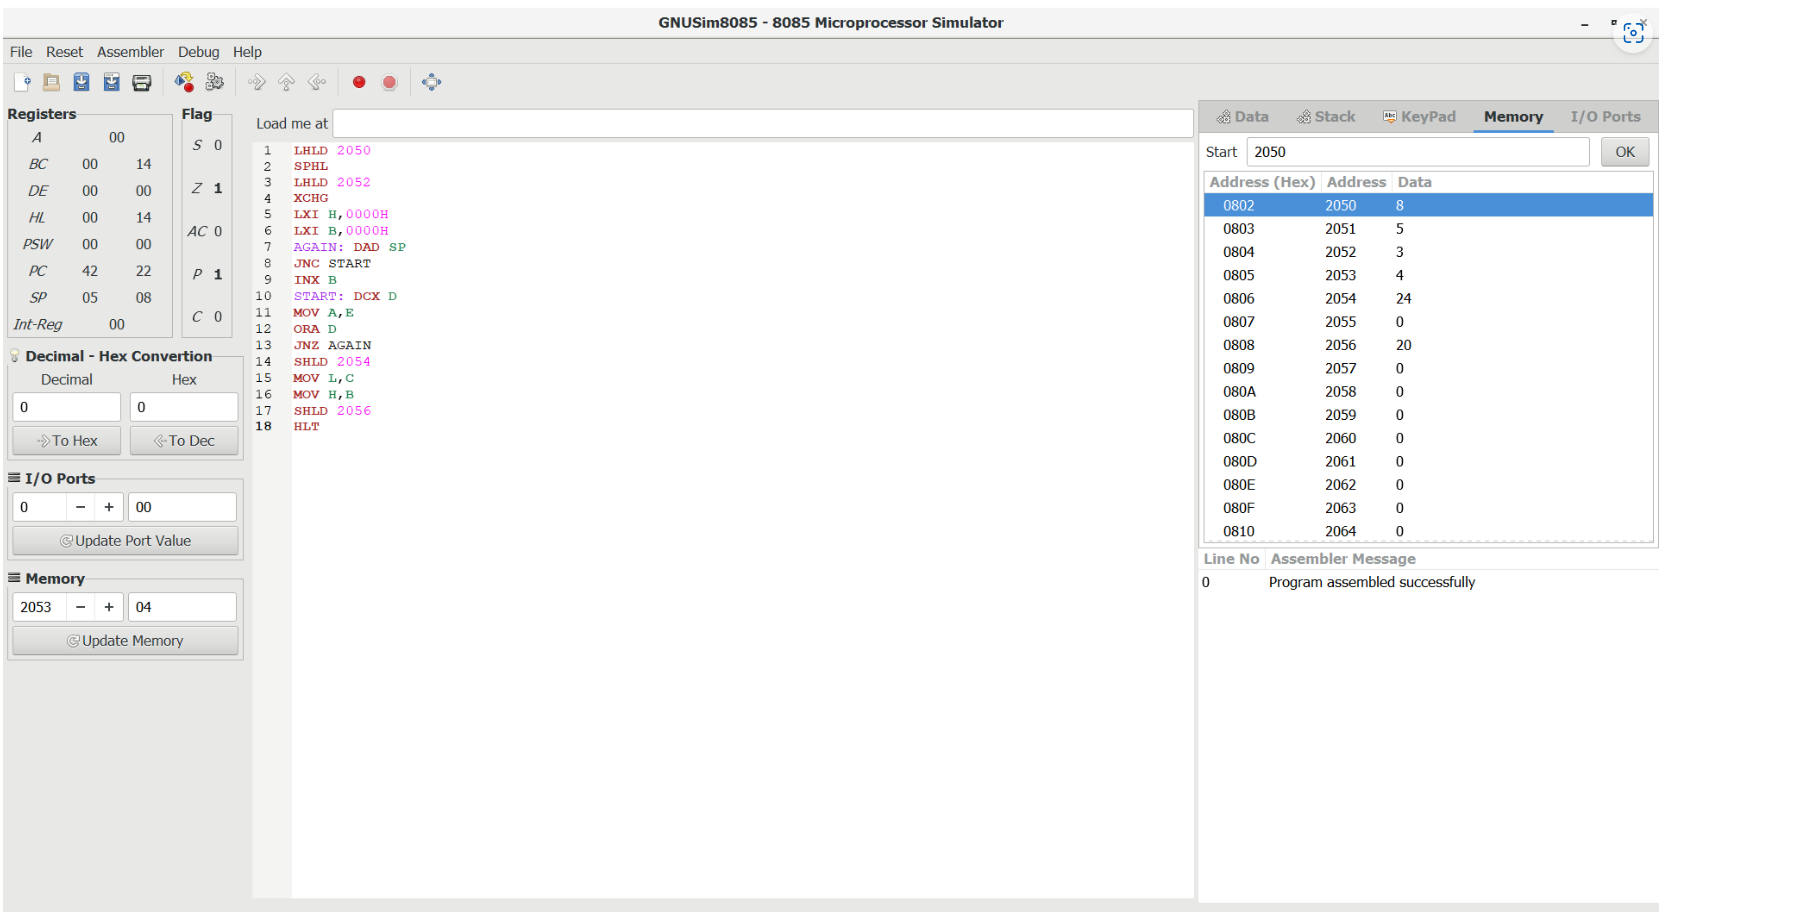 GNUSim8085 - 8085 Microprocessor Simulator
File Reset Assembler Debug Help
Registers
A 00
BC 00 14
DE 00 00
HL 00 14
PSW 00 00
PC 42 22
SP 05 08
Int-Reg 00
Flag
S 0
Z 1
AC 0
P 1
C 0
Decimal - Hex Convertion
Decimal Hex
0 0
To Hex To Dec
I/O Ports
0 − + 00
Update Port Value
Memory
2053 − + 04
Update Memory
Load me at
1 LHLD 2050
2 SPHL
3 LHLD 2052
4 XCHG
5 LXI H,0000H
6 LXI B,0000H
7 AGAIN: DAD SP
8 JNC START
9 INX B
10 START: DCX D
11 MOV A,E
12 ORA D
13 JNZ AGAIN
14 SHLD 2054
15 MOV L,C
16 MOV H,B
17 SHLD 2056
18 HLT
Data Stack Abc KeyPad Memory I/O Ports
Start 2050 OK
Address (Hex) Address Data
0802 2050 8
0803 2051 5
0804 2052 3
0805 2053 4
0806 2054 24
0807 2055 0
0808 2056 20
0809 2057 0
080A 2058 0
080B 2059 0
080C 2060 0
080D 2061 0
080E 2062 0
080F 2063 0
0810 2064 0
Line No Assembler Message
0 Program assembled successfully